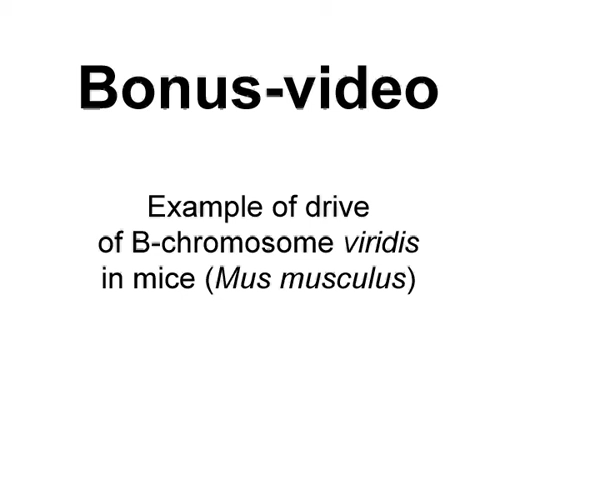 Bonus-video
Example of drive
of B-chromosome viridis
in mice (Mus musculus)